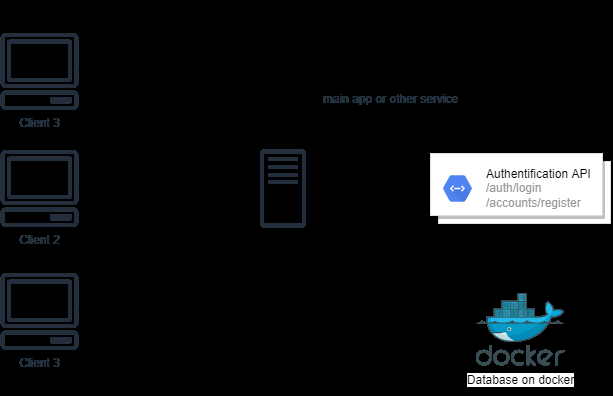 Client 3
main app or other service
Authentification API
/auth/login
/accounts/register
Client 2
Client 3
docker
Database on docker